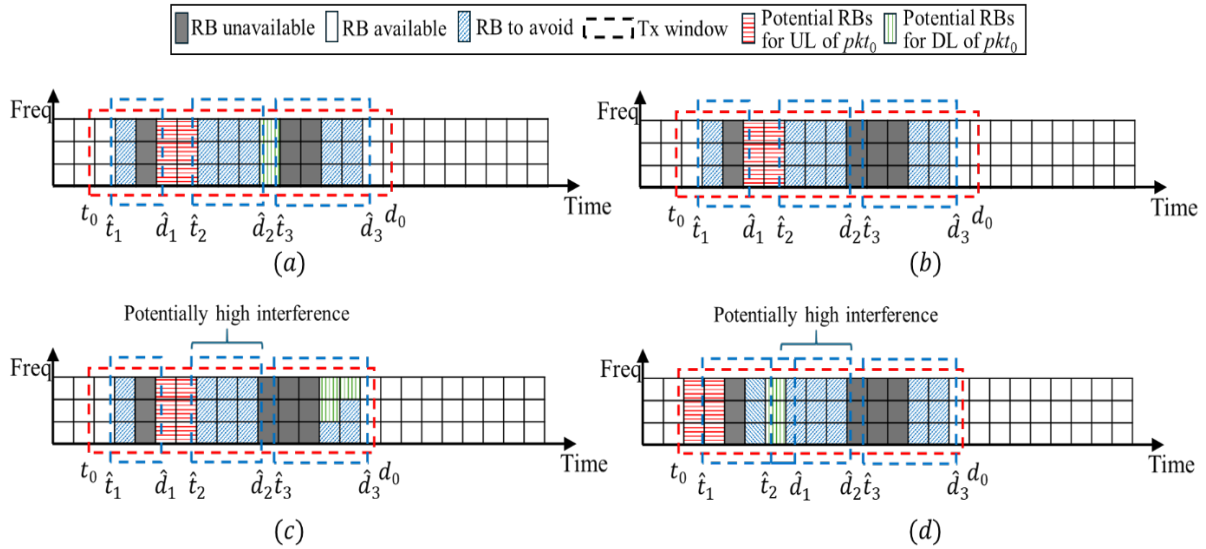 RB unavailable RB available RB to avoid Tx window Potential RBs for UL of pkt₀ Potential RBs for DL of pkt₀
Freq
Time
t₀ t̂₁ d̂₁ t̂₂ d̂₂ t̂₃ d̂₃ d₀
(a)
Freq
Time
t₀ t̂₁ d̂₁ t̂₂ d̂₂ t̂₃ d̂₃ d₀
(b)
Potentially high interference
Freq
Time
t₀ t̂₁ d̂₁ t̂₂ d̂₂ t̂₃ d̂₃ d₀
(c)
Potentially high interference
Freq
Time
t₀ t̂₁ t̂₂ d̂₁ d̂₂ t̂₃ d̂₃ d₀
(d)